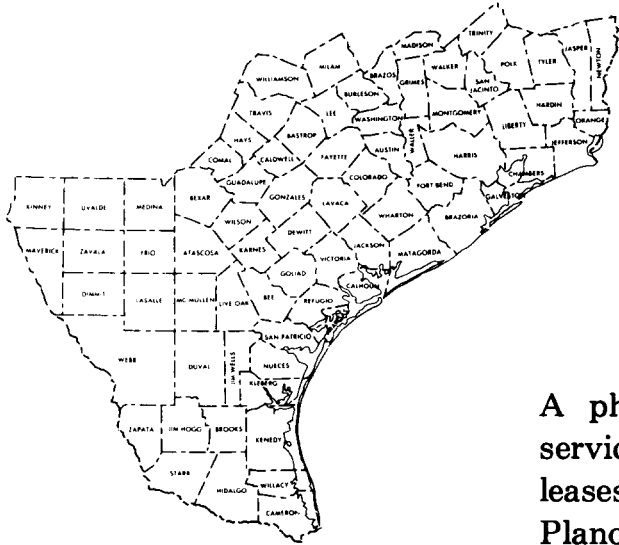 TRINITY
MADISON
JASPER
POLK
TYLER
NEWTON
MILAM
WALKER
WILLIAMSON
BRAZOS
GRIMES
SAN
JACINTO
BURLESON
HARDIN
TRAVIS
LEE
MONTGOMERY
WASHINGTON
LIBERTY
ORANGE
BASTROP
HAYS
AUSTIN
WALLER
JEFFERSON
COMAL
CALDWELL
FAYETTE
HARRIS
COLORADO
CHAMBERS
GUADALUPE
FORT BEND
KINNEY
UVALDE
MEDINA
BEXAR
GONZALES
LAVACA
GALVESTON
WILSON
WHARTON
BRAZORIA
DEWITT
MAVERICK
ZAVALA
FRIO
ATASCOSA
KARNES
VICTORIA
JACKSON
MATAGORDA
GOLIAD
DIMMIT
LASALLE
MC MULLEN
LIVE OAK
BEE
REFUGIO
CALHOUN
SAN PATRICIO
WEBB
DUVAL
JIM WELLS
NUECES
KLEBERG
ZAPATA
JIM HOGG
BROOKS
KENEDY
STARR
HIDALGO
WILLACY
CAMERON
A ph
servic
leases
Plano